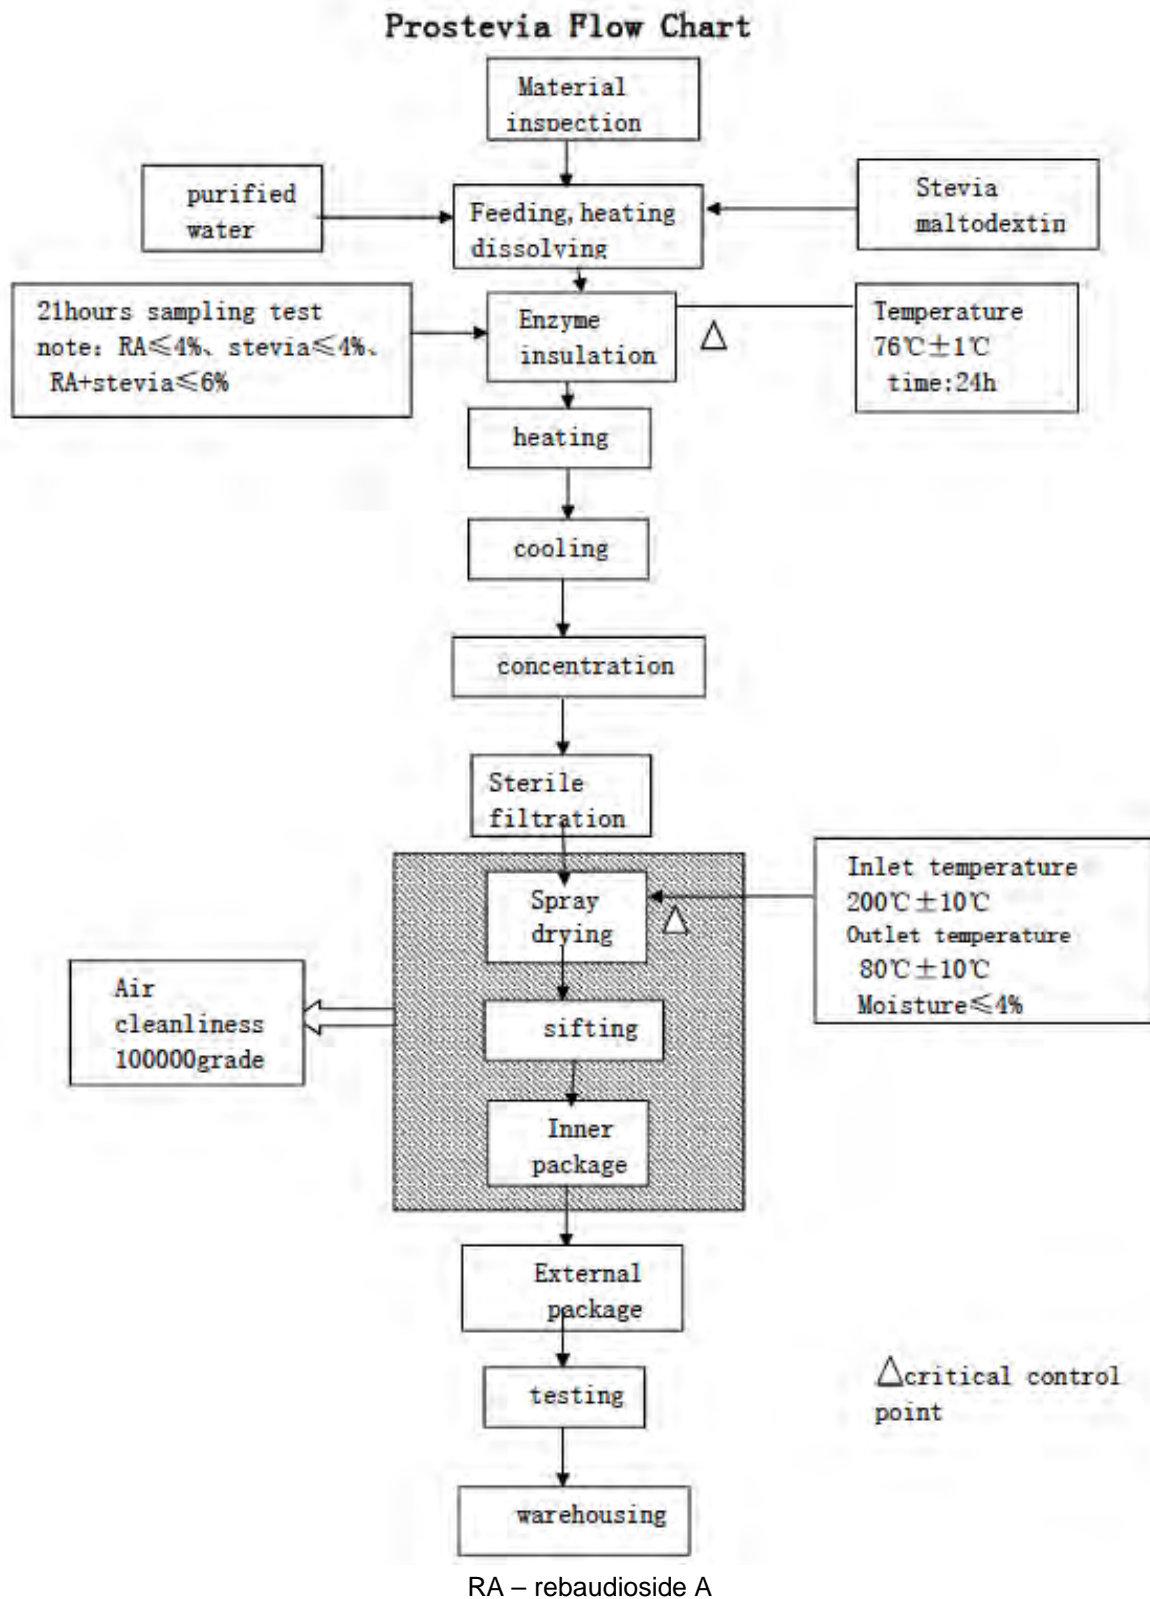 Prostevia Flow Chart
Material
inspection
purified
water
Feeding,heating
dissolving
Stevia
maltodextin
21hours sampling test
note: RA≤4%、stevia≤4%、
RA+stevia≤6%
Enzyme
insulation
△
Temperature
76℃±1℃
time:24h
heating
cooling
concentration
Sterile
filtration
Spray
drying
△
Inlet temperature
200℃±10℃
Outlet temperature
80℃±10℃
Moisture≤4%
Air
cleanliness
100000grade
sifting
Inner
package
External
package
testing
△critical control
point
warehousing
RA – rebaudioside A